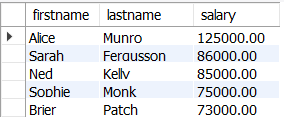 firstname lastname salary
Alice Munro 125000.00
Sarah Fergusson 86000.00
Ned Kelly 85000.00
Sophie Monk 75000.00
Brier Patch 73000.00